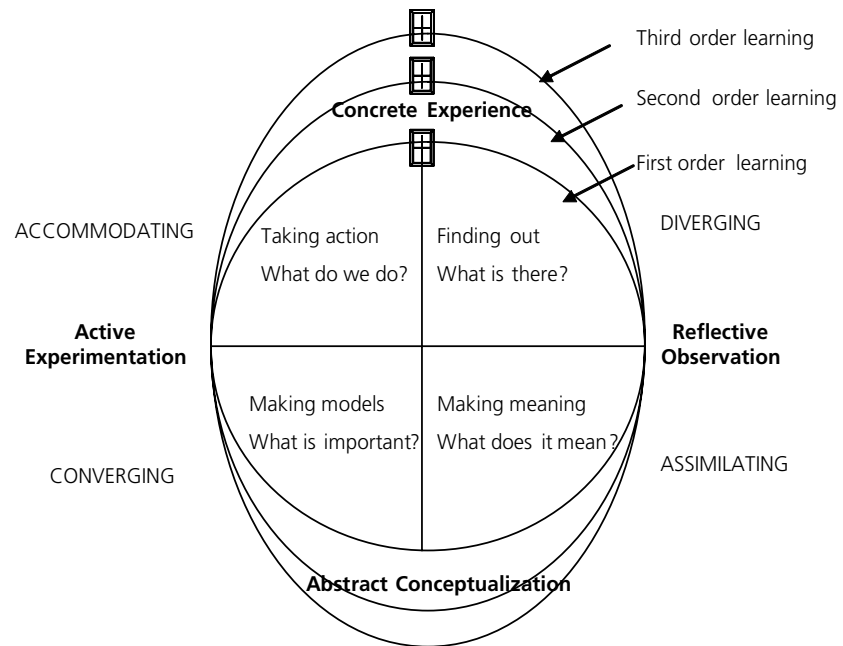 Third order learning
Second order learning
Concrete Experience
First order learning
ACCOMMODATING
DIVERGING
Taking action
What do we do?
Finding out
What is there?
Active
Experimentation
Reflective
Observation
Making models
What is important?
Making meaning
What does it mean?
CONVERGING
ASSIMILATING
Abstract Conceptualization